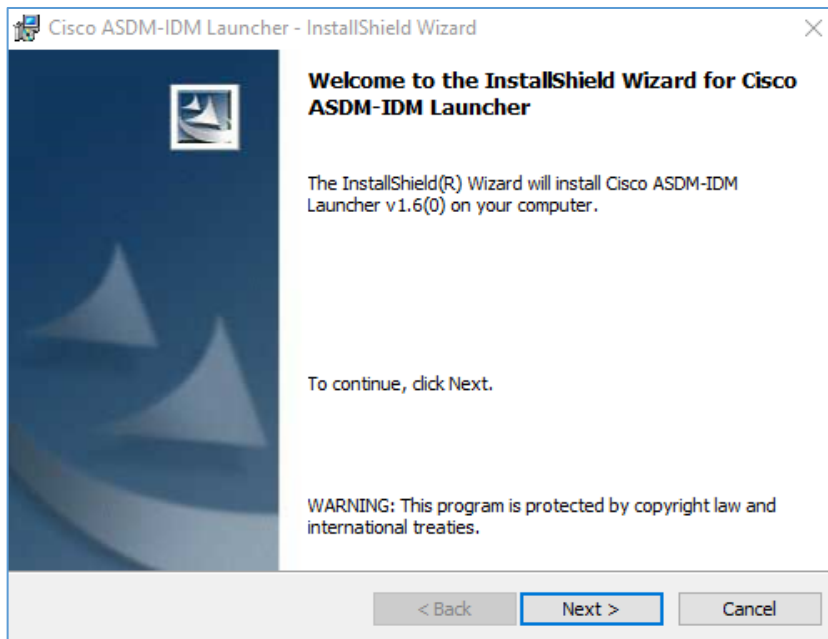 Cisco ASDM-IDM Launcher - InstallShield Wizard
Welcome to the InstallShield Wizard for Cisco
ASDM-IDM Launcher
The InstallShield(R) Wizard will install Cisco ASDM-IDM
Launcher v1.6(0) on your computer.
To continue, click Next.
WARNING: This program is protected by copyright law and
international treaties.
< Back
Next >
Cancel